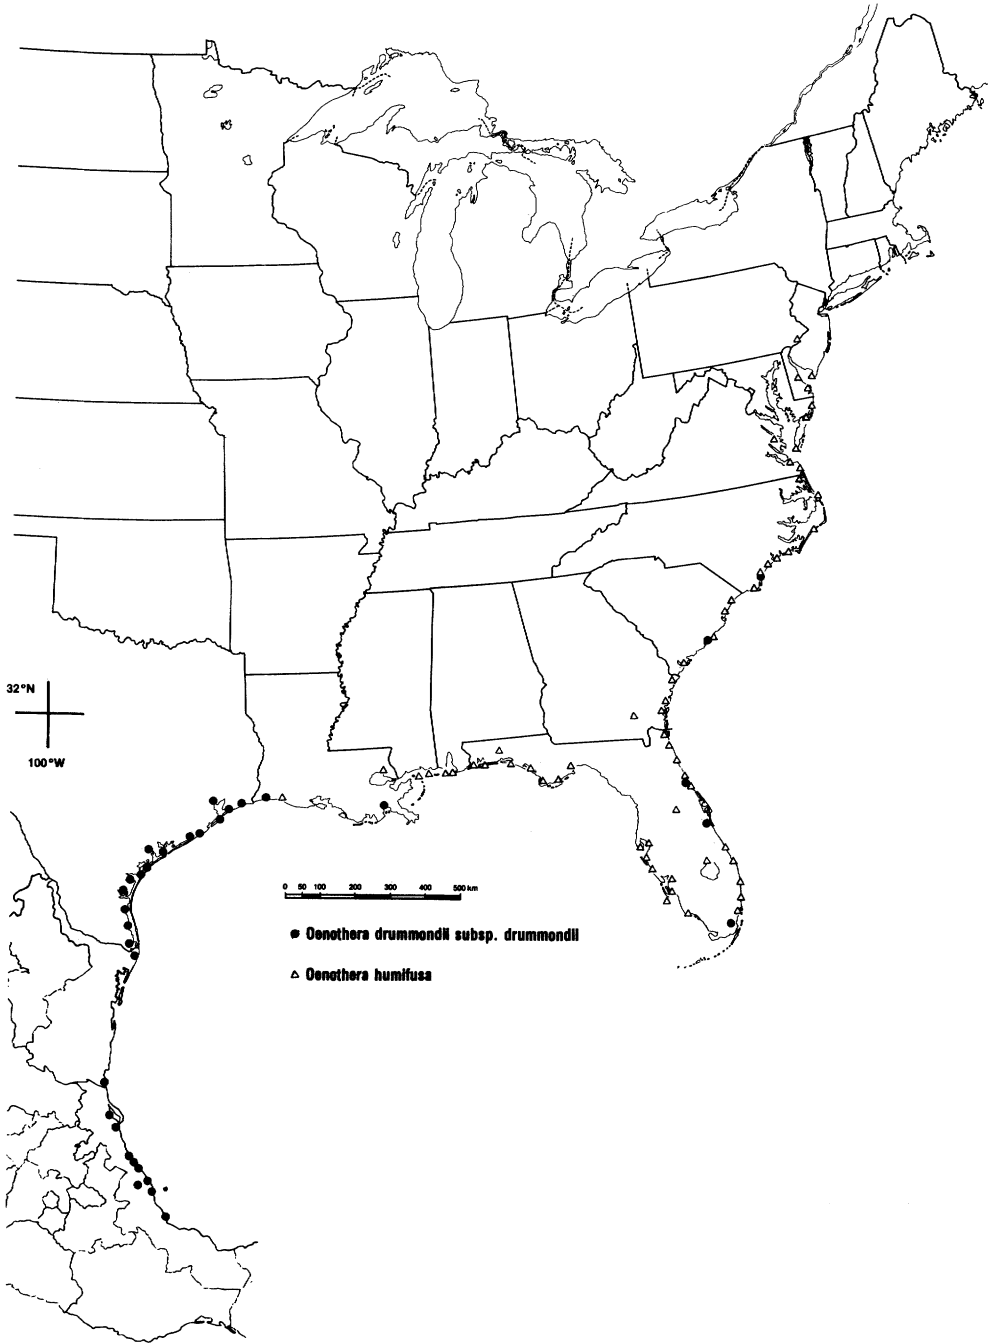 32°N
100°W
0 50 100 200 300 400 500 km
Oenothera drummondii subsp. drummondii
Oenothera humifusa